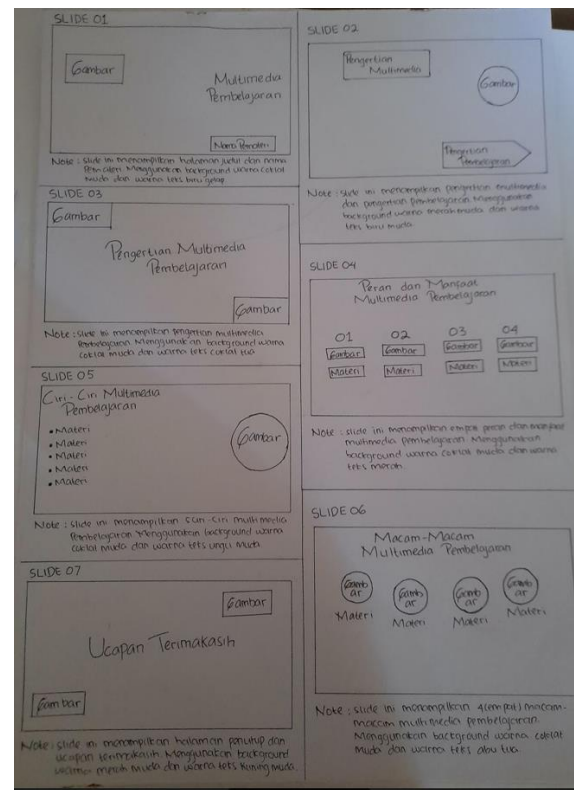 SLIDE 01
Gambar
Multimedia
Pembelajaran
Nama Pemateri
Note : Slide ini menampilkan halaman judul dan nama
Pemateri. Menggunakan background warna coklat
muda dan warna teks biru gelap.
SLIDE 02
Pengertian
Multimedia
Gambar
Pengertian
Pembelajaran
Note : Slide ini menampilkan pengertian multimedia
dan pengertian pembelajaran. Menggunakan
background warna merah muda dan warna
teks biru muda.
SLIDE 03
Gambar
Pengertian Multimedia
Pembelajaran
Gambar
Note : Slide ini menampilkan pengertian multimedia
Pembelajaran Menggunakan background warna
coklat muda dan warna teks coklat tua
SLIDE 04
Peran dan Manfaat
Multimedia Pembelajaran
01 02 03 04
Gambar Gambar Gambar Gambar
Materi Materi Materi Materi
Note : slide ini menampilkan empat peran dan manfaat
multimedia pembelajaran. Menggunakan
background warna coklat muda dan warna
teks merah.
SLIDE 05
Ciri - Ciri Multimedia
Pembelajaran
• Materi
• Materi
• Materi
• Materi
• Materi
Gambar
Note : Slide ini menampilkan ciri-ciri multimedia
Pembelajaran Menggunakan background warna
coklat muda dan warna teks ungu muda.
SLIDE 06
Macam-Macam
Multimedia Pembelajaran
Gamb Gamb Gamb Gamb
ar ar ar ar
Materi Materi Materi Materi
Note : slide ini menampilkan 4(empat) macam-
macam multimedia pembelajaran.
Menggunakan background warna coklat
muda dan warna teks abu tua.
SLIDE 07
Gambar
Ucapan Terimakasih
Gambar
Note : slide ini menampilkan halaman penutup dan
ucapan terimakasih. Menggunakan background
warna merah muda dan warna teks kuning muda.